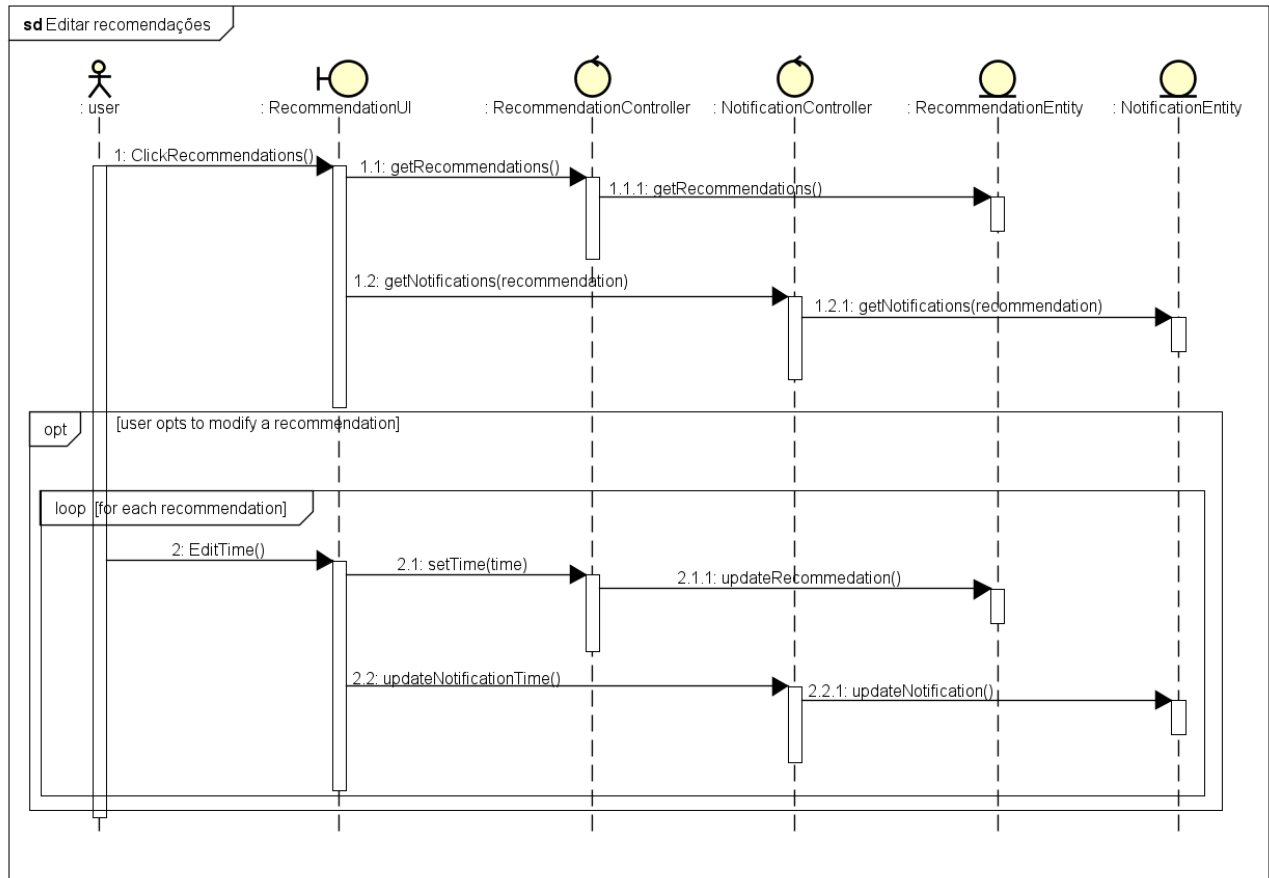 sd Editar recomendações
: user
: RecommendationUI
: RecommendationController
: NotificationController
: RecommendationEntity
: NotificationEntity
1: ClickRecommendations()
1.1: getRecommendations()
1.1.1: getRecommendations()
1.2: getNotifications(recommendation)
1.2.1: getNotifications(recommendation)
opt
[user opts to modify a recommendation]
loop [for each recommendation]
2: EditTime()
2.1: setTime(time)
2.1.1: updateRecommedation()
2.2: updateNotificationTime()
2.2.1: updateNotification()